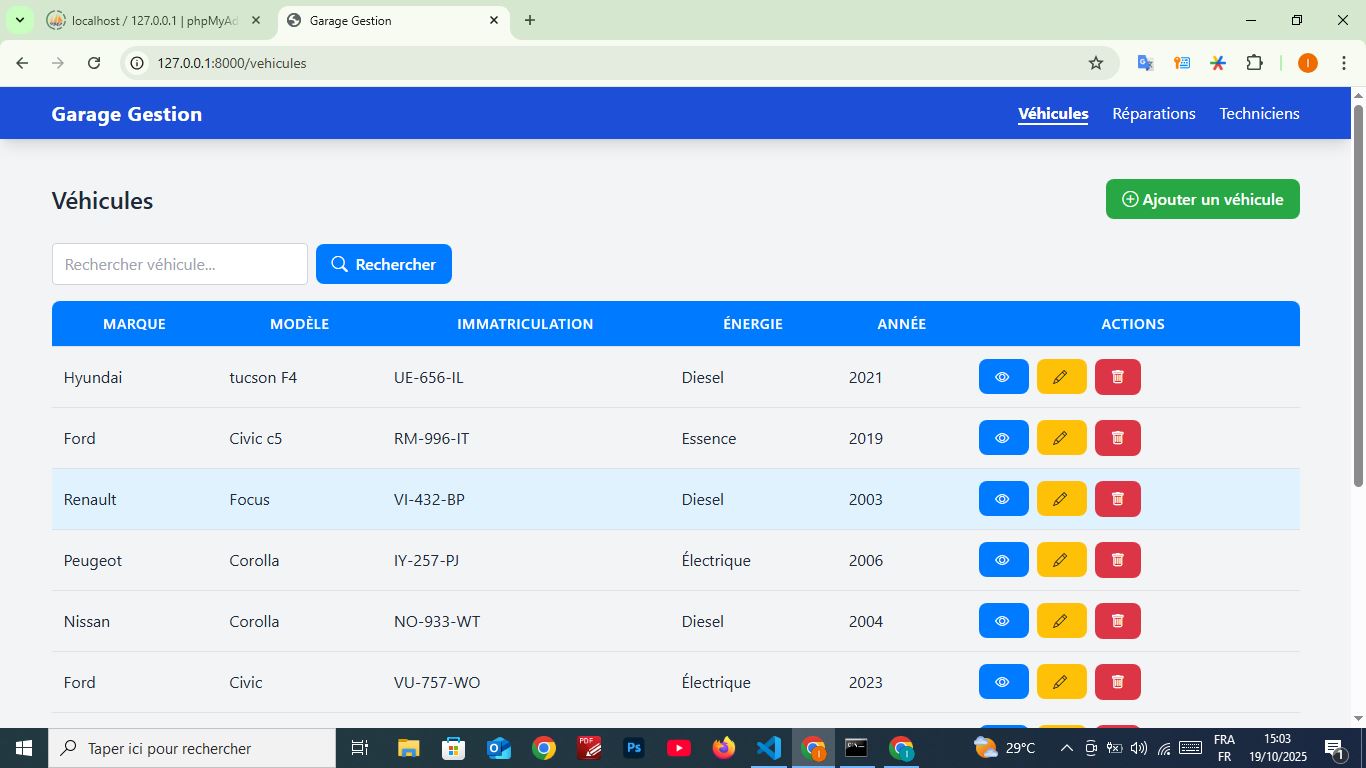 localhost / 127.0.0.1 | phpMyAd
Garage Gestion
127.0.0.1:8000/vehicules
I
Garage Gestion
Véhicules Réparations Techniciens
Véhicules
Ajouter un véhicule
Rechercher véhicule...
Rechercher
MARQUE MODÈLE IMMATRICULATION ÉNERGIE ANNÉE ACTIONS
Hyundai tucson F4 UE-656-IL Diesel 2021
Ford Civic c5 RM-996-IT Essence 2019
Renault Focus VI-432-BP Diesel 2003
Peugeot Corolla IY-257-PJ Électrique 2006
Nissan Corolla NO-933-WT Diesel 2004
Ford Civic VU-757-WO Électrique 2023
Taper ici pour rechercher
PDF
Ps
29°C
FRA
FR
15:03
19/10/2025
1